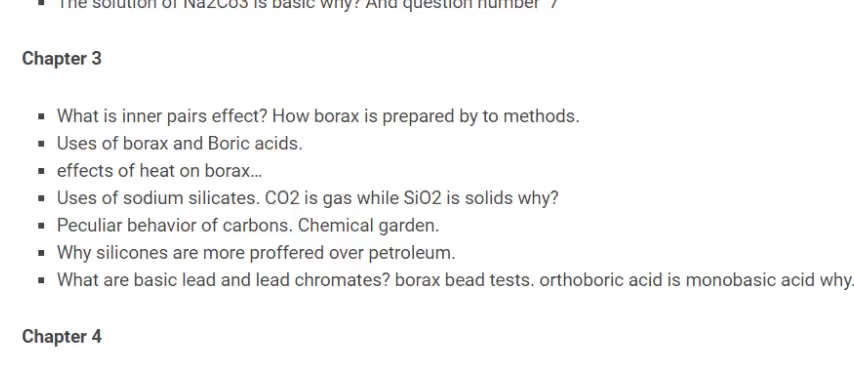 ▪ The solution of Na2Co3 is basic why? And question number 7
Chapter 3
▪ What is inner pairs effect? How borax is prepared by to methods.
▪ Uses of borax and Boric acids.
▪ effects of heat on borax…
▪ Uses of sodium silicates. CO2 is gas while SiO2 is solids why?
▪ Peculiar behavior of carbons. Chemical garden.
▪ Why silicones are more proffered over petroleum.
▪ What are basic lead and lead chromates? borax bead tests. orthoboric acid is monobasic acid why.
Chapter 4